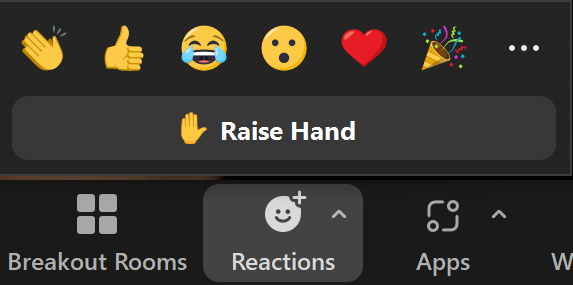 Raise Hand
Breakout Rooms
Reactions
Apps